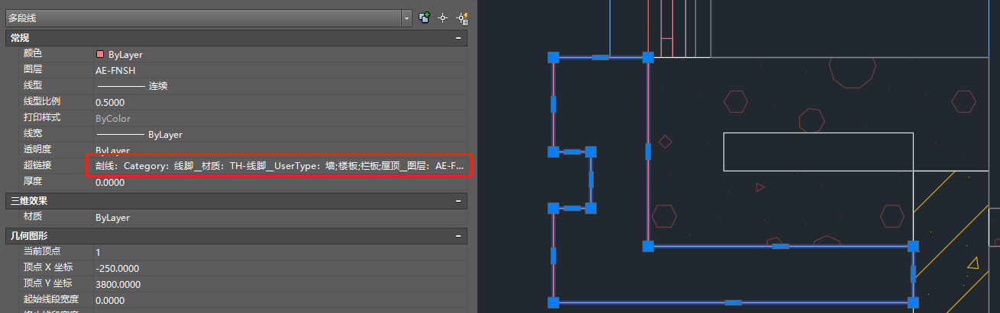 多段线
常规
颜色 ByLayer
图层 AE-FNSH
线型 连续
线型比例 0.5000
打印样式 ByColor
线宽 ByLayer
透明度 ByLayer
超链接 剖线：Category：线脚__材质：TH-线脚__UserType：墙;楼板;栏板;屋顶__图层：AE-F...
厚度 0.0000
三维效果
材质 ByLayer
几何图形
当前顶点 1
顶点 X 坐标 -250.0000
顶点 Y 坐标 3800.0000
起始线段宽度 0.0000